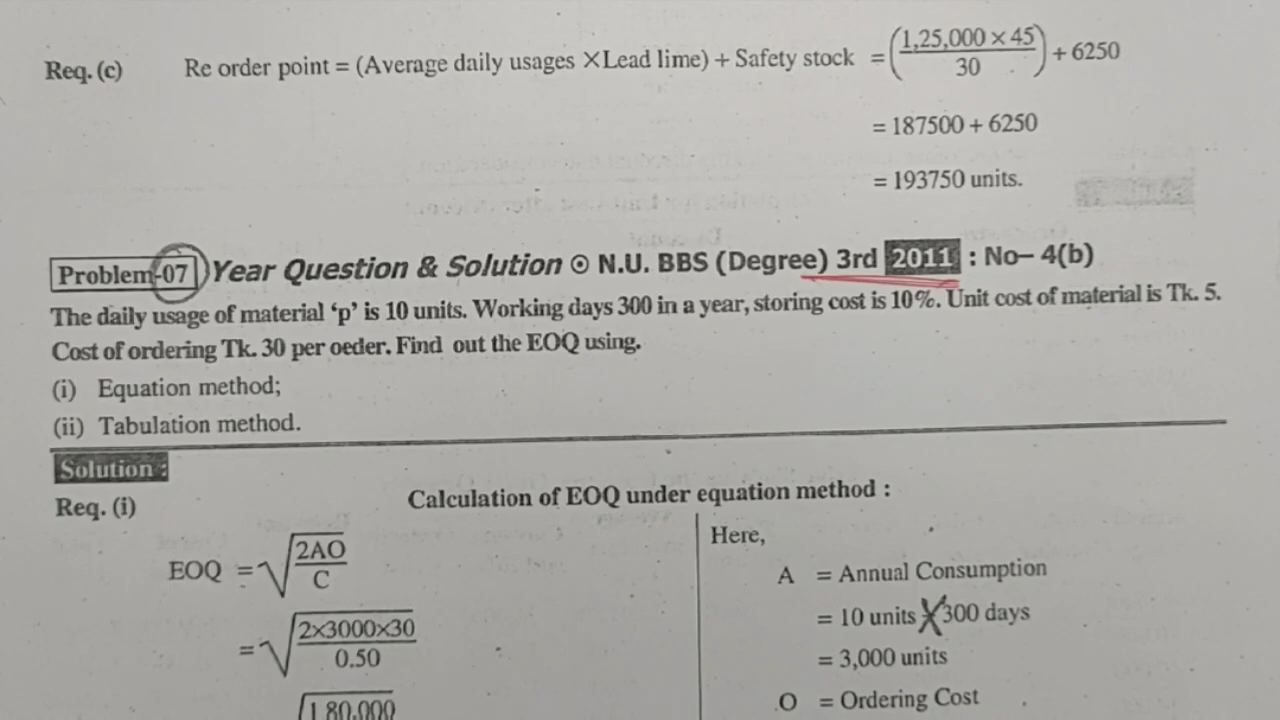 Req. (c) Re order point = (Average daily usages ×Lead lime) + Safety stock = (1,25,000 × 45 / 30) + 6250
= 187500 + 6250
= 193750 units.
Problem-07 Year Question & Solution ⊙ N.U. BBS (Degree) 3rd 2011 : No– 4(b)
The daily usage of material ‘p’ is 10 units. Working days 300 in a year, storing cost is 10%. Unit cost of material is Tk. 5.
Cost of ordering Tk. 30 per oeder. Find out the EOQ using.
(i) Equation method;
(ii) Tabulation method.
Solution :
Req. (i) Calculation of EOQ under equation method :
EOQ = √(2AO / C)
= √(2×3000×30 / 0.50)
√1,80,000
Here,
A = Annual Consumption
= 10 units × 300 days
= 3,000 units
O = Ordering Cost